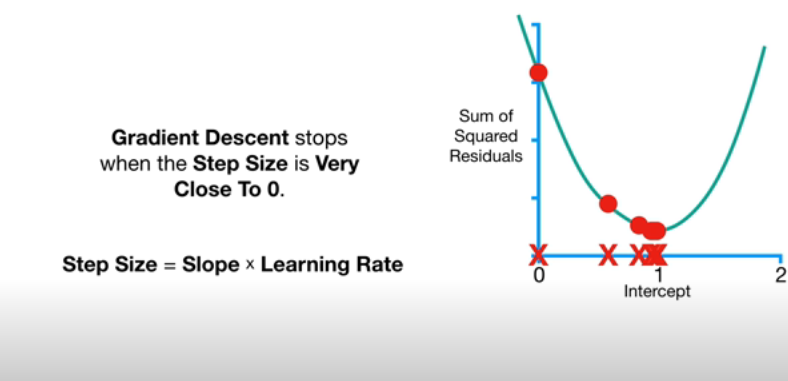 Gradient Descent stops
when the Step Size is Very
Close To 0.
Step Size = Slope x Learning Rate
Sum of
Squared
Residuals
0
1
2
Intercept